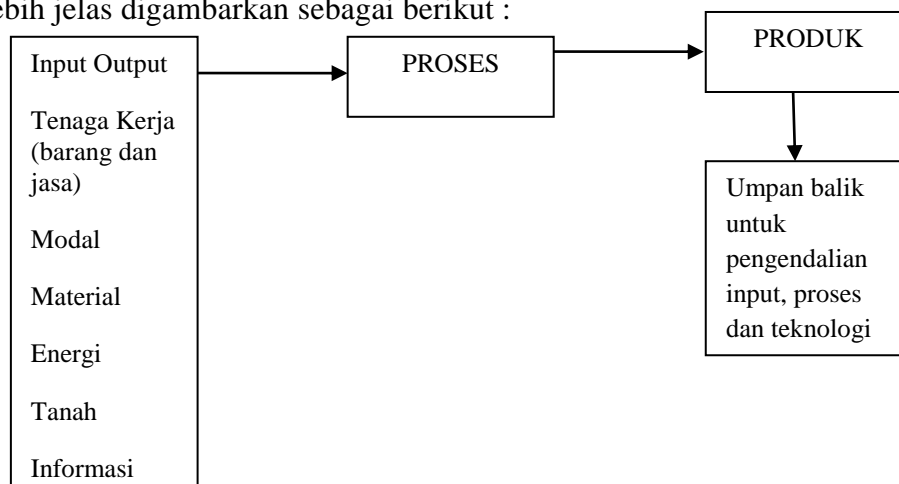 ebih jelas digambarkan sebagai berikut :
Input Output
Tenaga Kerja
(barang dan
jasa)
Modal
Material
Energi
Tanah
Informasi
PROSES
PRODUK
Umpan balik
untuk
pengendalian
input, proses
dan teknologi